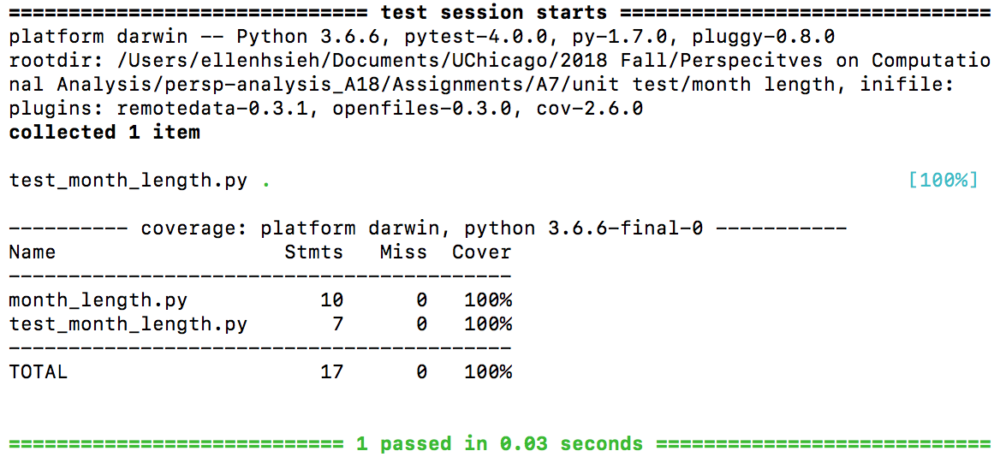 ============================== test session starts ===============================
platform darwin -- Python 3.6.6, pytest-4.0.0, py-1.7.0, pluggy-0.8.0
rootdir: /Users/ellenhsieh/Documents/UChicago/2018 Fall/Perspecitves on Computatio
nal Analysis/persp-analysis_A18/Assignments/A7/unit test/month length, inifile:
plugins: remotedata-0.3.1, openfiles-0.3.0, cov-2.6.0
collected 1 item
test_month_length.py . [100%]
---------- coverage: platform darwin, python 3.6.6-final-0 -----------
Name Stmts Miss Cover
------------------------------------------
month_length.py 10 0 100%
test_month_length.py 7 0 100%
------------------------------------------
TOTAL 17 0 100%
============================ 1 passed in 0.03 seconds ============================